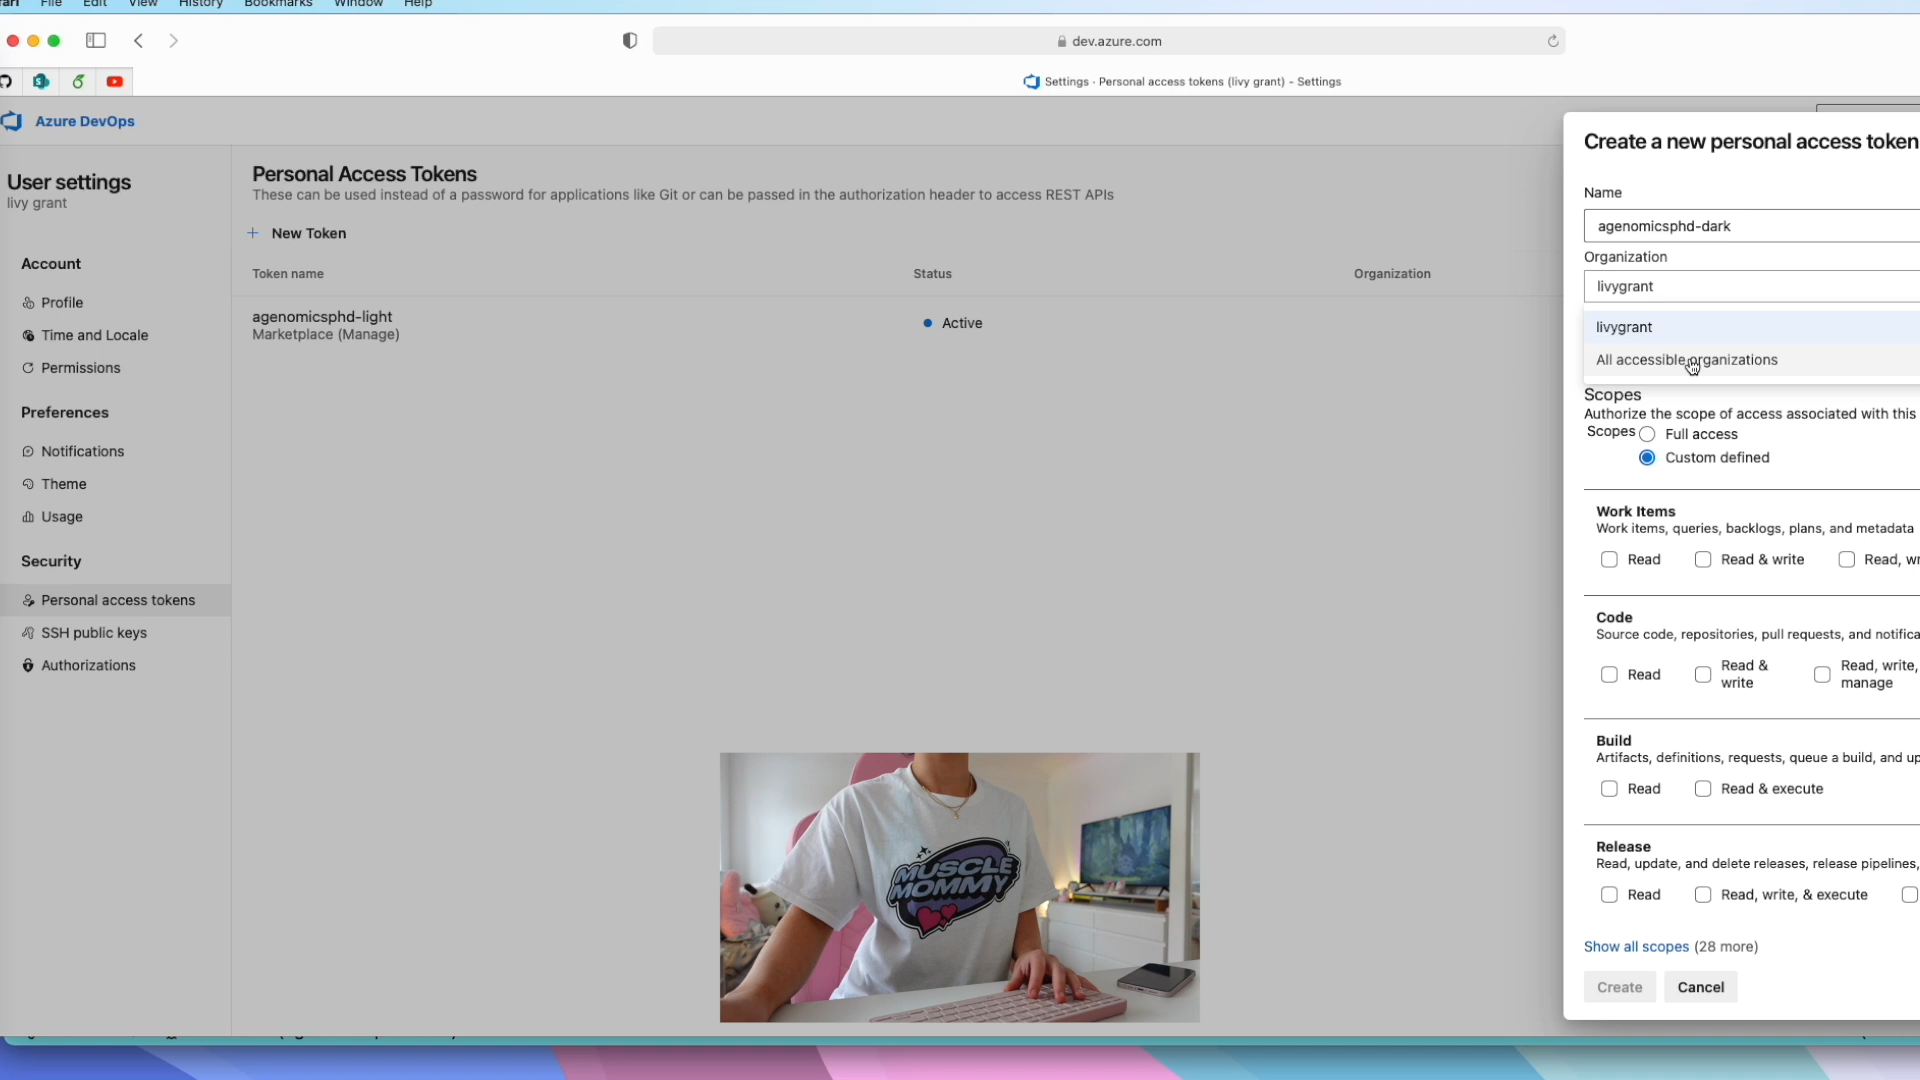 File Edit View History Bookmarks Window Help
dev.azure.com
Settings · Personal access tokens (livy grant) - Settings
Azure DevOps
User settings
livy grant
Account
Profile
Time and Locale
Permissions
Preferences
Notifications
Theme
Usage
Security
Personal access tokens
SSH public keys
Authorizations
Personal Access Tokens
These can be used instead of a password for applications like Git or can be passed in the authorization header to access REST APIs
New Token
Token name Status Organization
agenomicsphd-light
Marketplace (Manage)
Active
MUSCLE
MOMMY
Create a new personal access token
Name
agenomicsphd-dark
Organization
livygrant
livygrant
All accessible organizations
Scopes
Authorize the scope of access associated with this
Scopes Full access
Custom defined
Work Items
Work items, queries, backlogs, plans, and metadata
Read Read & write Read, wr
Code
Source code, repositories, pull requests, and notifica
Read Read & write Read, write, manage
Build
Artifacts, definitions, requests, queue a build, and up
Read Read & execute
Release
Read, update, and delete releases, release pipelines,
Read Read, write, & execute
Show all scopes (28 more)
Create Cancel